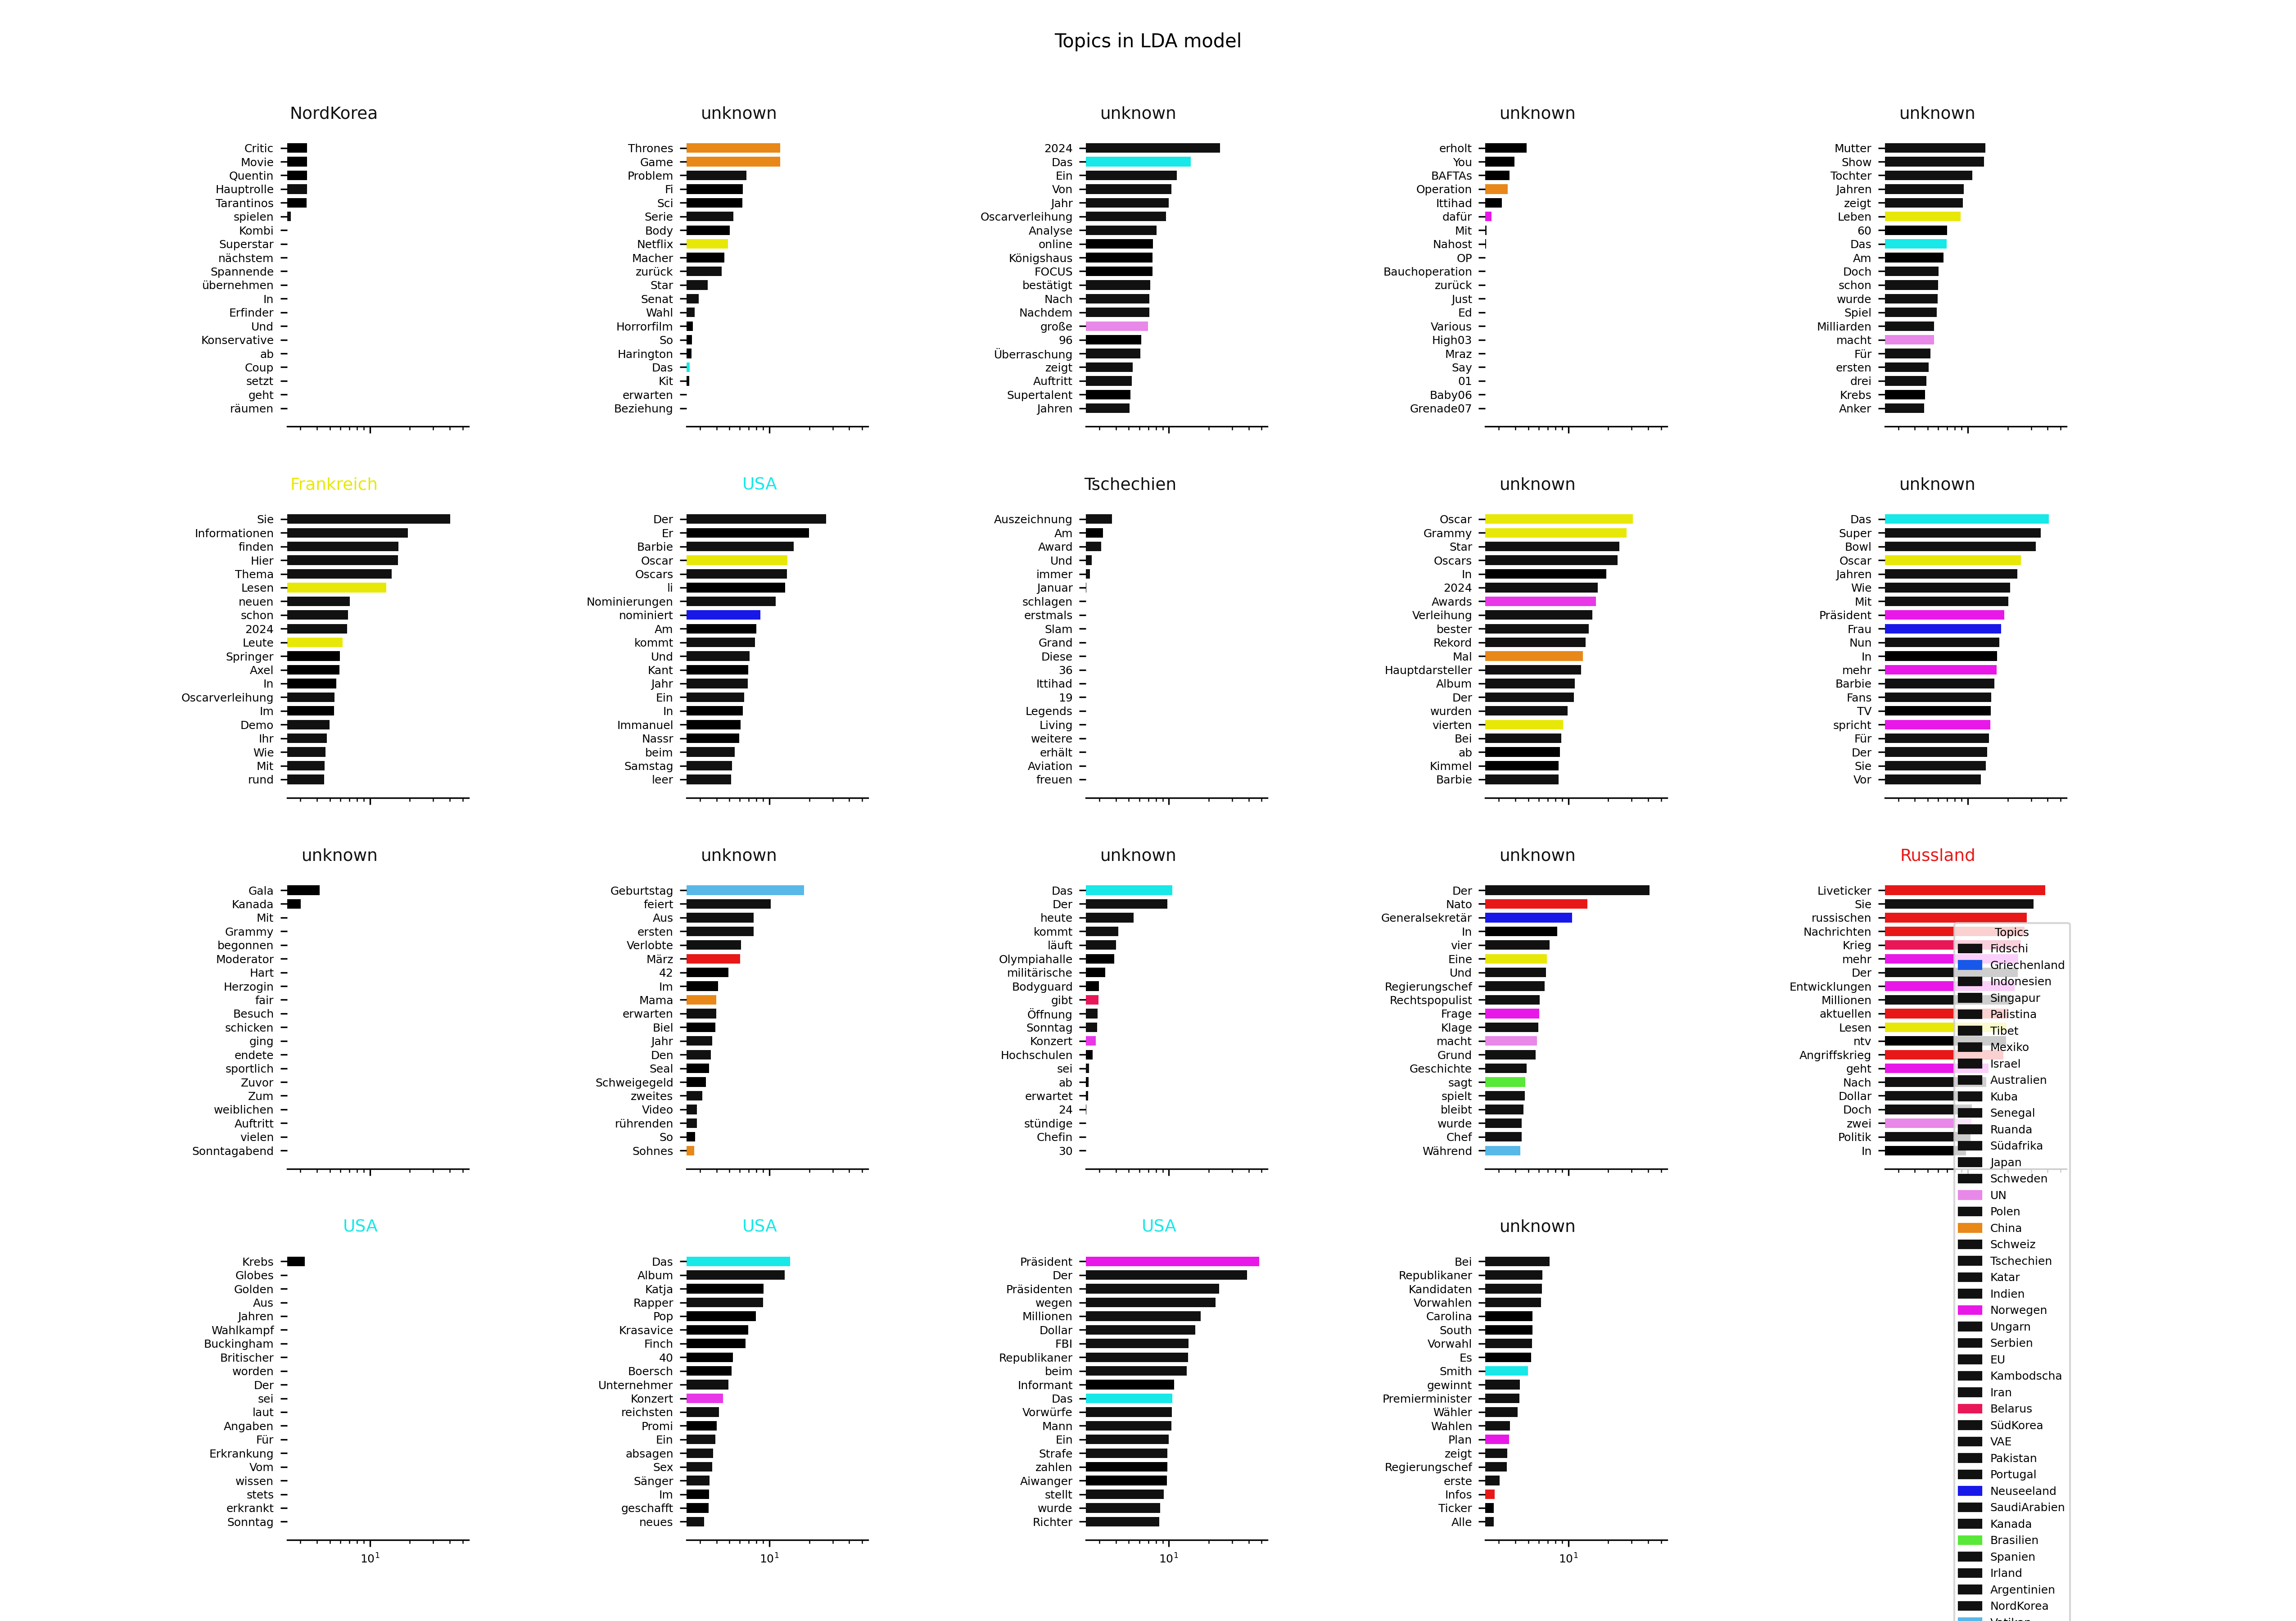 Topics in LDA model
NordKorea
Critic
Movie
Quentin
Hauptrolle
Tarantinos
spielen
Kombi
Superstar
nächstem
Spannende
übernehmen
In
Erfinder
Und
Konservative
ab
Coup
setzt
geht
räumen
unknown
Thrones
Game
Problem
Fi
Sci
Serie
Body
Netflix
Macher
zurück
Star
Senat
Wahl
Horrorfilm
So
Harington
Das
Kit
erwarten
Beziehung
unknown
2024
Das
Ein
Von
Jahr
Oscarverleihung
Analyse
online
Königshaus
FOCUS
bestätigt
Nach
Nachdem
große
96
Überraschung
zeigt
Auftritt
Supertalent
Jahren
unknown
erholt
You
BAFTAs
Operation
Ittihad
dafür
Mit
Nahost
OP
Bauchoperation
zurück
Just
Ed
Various
High03
Mraz
Say
01
Baby06
Grenade07
unknown
Mutter
Show
Tochter
Jahren
zeigt
Leben
60
Das
Am
Doch
schon
wurde
Spiel
Milliarden
macht
Für
ersten
drei
Krebs
Anker
Frankreich
Sie
Informationen
finden
Hier
Thema
Lesen
neuen
schon
2024
Leute
Springer
Axel
In
Oscarverleihung
Im
Demo
Ihr
Wie
Mit
rund
USA
Der
Er
Barbie
Oscar
Oscars
li
Nominierungen
nominiert
Am
kommt
Und
Kant
Jahr
Ein
In
Immanuel
Nassr
beim
Samstag
leer
Tschechien
Auszeichnung
Am
Award
Und
immer
Januar
schlagen
erstmals
Slam
Grand
Diese
36
Ittihad
19
Legends
Living
weitere
erhält
Aviation
freuen
unknown
Oscar
Grammy
Star
Oscars
In
2024
Awards
Verleihung
bester
Rekord
Mal
Hauptdarsteller
Album
Der
wurden
vierten
Bei
ab
Kimmel
Barbie
unknown
Das
Super
Bowl
Oscar
Jahren
Wie
Mit
Präsident
Frau
Nun
In
mehr
Barbie
Fans
TV
spricht
Für
Der
Sie
Vor
unknown
Gala
Kanada
Mit
Grammy
begonnen
Moderator
Hart
Herzogin
fair
Besuch
schicken
ging
endete
sportlich
Zuvor
Zum
weiblichen
Auftritt
vielen
Sonntagabend
unknown
Geburtstag
feiert
Aus
ersten
Verlobte
März
42
Im
Mama
erwarten
Biel
Jahr
Den
Seal
Schweigegeld
zweites
Video
rührenden
So
Sohnes
unknown
Das
Der
heute
kommt
läuft
Olympiahalle
militärische
Bodyguard
gibt
Öffnung
Sonntag
Konzert
Hochschulen
sei
ab
erwartet
24
stündige
Chefin
30
unknown
Der
Nato
Generalsekretär
In
vier
Eine
Und
Regierungschef
Rechtspopulist
Frage
Klage
macht
Grund
Geschichte
sagt
spielt
bleibt
wurde
Chef
Während
Russland
Liveticker
Sie
russischen
Nachrichten
Krieg
mehr
Der
Entwicklungen
Millionen
aktuellen
Lesen
ntv
Angriffskrieg
geht
Nach
Dollar
Doch
zwei
Politik
In
USA
Krebs
Globes
Golden
Aus
Jahren
Wahlkampf
Buckingham
Britischer
worden
Der
sei
laut
Angaben
Für
Erkrankung
Vom
wissen
stets
erkrankt
Sonntag
10¹
USA
Das
Album
Katja
Rapper
Pop
Krasavice
Finch
40
Boersch
Unternehmer
Konzert
reichsten
Promi
Ein
absagen
Sex
Sänger
Im
geschafft
neues
10¹
USA
Präsident
Der
Präsidenten
wegen
Millionen
Dollar
FBI
Republikaner
beim
Informant
Das
Vorwürfe
Mann
Ein
Strafe
zahlen
Aiwanger
stellt
wurde
Richter
10¹
unknown
Bei
Republikaner
Kandidaten
Vorwahlen
Carolina
South
Vorwahl
Es
Smith
gewinnt
Premierminister
Wähler
Wahlen
Plan
zeigt
Regierungschef
erste
Infos
Ticker
Alle
10¹
Topics
Fidschi
Griechenland
Indonesien
Singapur
Palistina
Tibet
Mexiko
Israel
Australien
Kuba
Senegal
Ruanda
Südafrika
Japan
Schweden
UN
Polen
China
Schweiz
Tschechien
Katar
Indien
Norwegen
Ungarn
Serbien
EU
Kambodscha
Iran
Belarus
SüdKorea
VAE
Pakistan
Portugal
Neuseeland
SaudiArabien
Kanada
Brasilien
Spanien
Irland
Argentinien
NordKorea